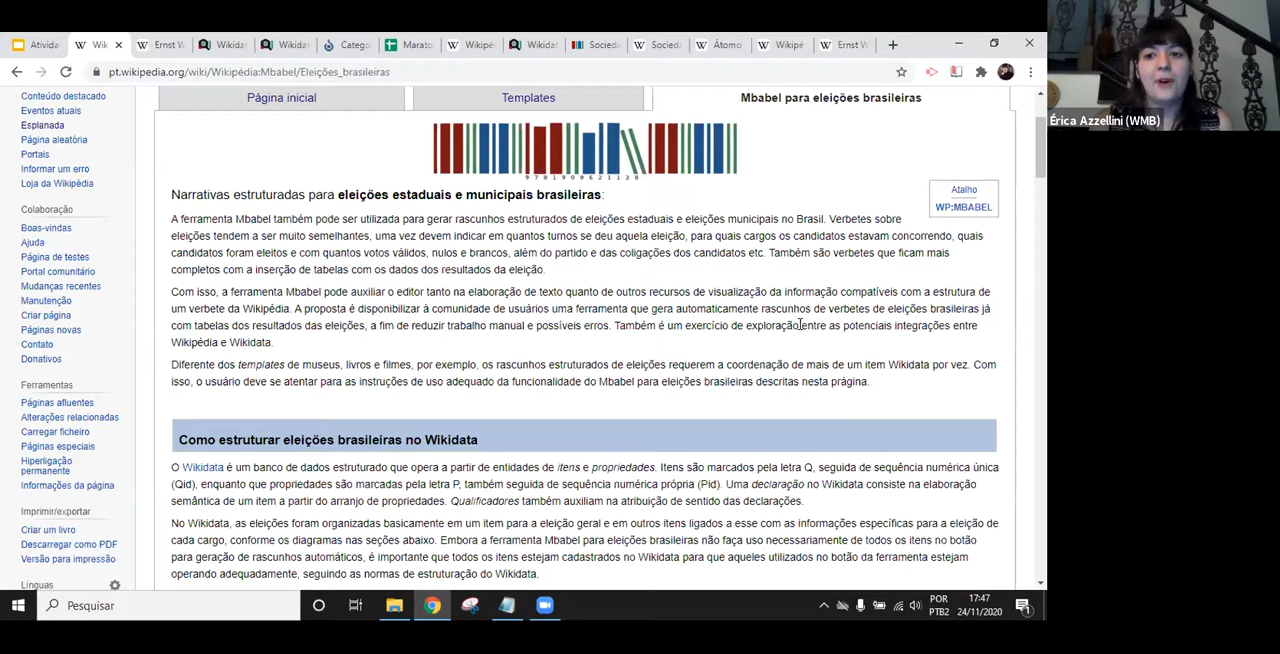 Ativida
Wik
Ernst W
Wikida
Wikida
Catego
Marato
Wikipé
Wikidat
Socied
Socieda
Átomo
Wikipé
Ernst W
pt.wikipedia.org/wiki/Wikipédia:Mbabel/Eleições_brasileiras
Érica Azzellini (WMB)
Conteúdo destacado
Eventos atuais
Esplanada
Página aleatória
Portais
Informar um erro
Loja da Wikipédia
Colaboração
Boas-vindas
Ajuda
Página de testes
Portal comunitário
Mudanças recentes
Manutenção
Criar página
Páginas novas
Contato
Donativos
Ferramentas
Páginas afluentes
Alterações relacionadas
Carregar ficheiro
Páginas especiais
Hiperligação
permanente
Informações da página
Imprimir/exportar
Criar um livro
Descarregar como PDF
Versão para impressão
Línguas
Página inicial
Templates
Mbabel para eleições brasileiras
9781909621138
Atalho
WP:MBABEL
Narrativas estruturadas para eleições estaduais e municipais brasileiras:
A ferramenta Mbabel também pode ser utilizada para gerar rascunhos estruturados de eleições estaduais e eleições municipais no Brasil. Verbetes sobre
eleições tendem a ser muito semelhantes, uma vez devem indicar em quantos turnos se deu aquela eleição, para quais cargos os candidatos estavam concorrendo, quais
candidatos foram eleitos e com quantos votos válidos, nulos e brancos, além do partido e das coligações dos candidatos etc. Também são verbetes que ficam mais
completos com a inserção de tabelas com os dados dos resultados da eleição.
Com isso, a ferramenta Mbabel pode auxiliar o editor tanto na elaboração de texto quanto de outros recursos de visualização da informação compatíveis com a estrutura de
um verbete da Wikipédia. A proposta é disponibilizar à comunidade de usuários uma ferramenta que gera automaticamente rascunhos de verbetes de eleições brasileiras já
com tabelas dos resultados das eleições, a fim de reduzir trabalho manual e possíveis erros. Também é um exercício de exploração entre as potenciais integrações entre
Wikipédia e Wikidata.
Diferente dos templates de museus, livros e filmes, por exemplo, os rascunhos estruturados de eleições requerem a coordenação de mais de um item Wikidata por vez. Com
isso, o usuário deve se atentar para as instruções de uso adequado da funcionalidade do Mbabel para eleições brasileiras descritas nesta página.
Como estruturar eleições brasileiras no Wikidata
O Wikidata é um banco de dados estruturado que opera a partir de entidades de itens e propriedades. Itens são marcados pela letra Q, seguida de sequência numérica única
(Qid), enquanto que propriedades são marcadas pela letra P, também seguida de sequência numérica própria (Pid). Uma declaração no Wikidata consiste na elaboração
semântica de um item a partir do arranjo de propriedades. Qualificadores também auxiliam na atribuição de sentido das declarações.
No Wikidata, as eleições foram organizadas basicamente em um item para a eleição geral e em outros itens ligados a esse com as informações específicas para a eleição de
cada cargo, conforme os diagramas nas seções abaixo. Embora a ferramenta Mbabel para eleições brasileiras não faça uso necessariamente de todos os itens no botão
para geração de rascunhos automáticos, é importante que todos os itens estejam cadastrados no Wikidata para que aqueles utilizados no botão da ferramenta estejam
operando adequadamente, seguindo as normas de estruturação do Wikidata.
Pesquisar
POR
PTB2
17:47
24/11/2020